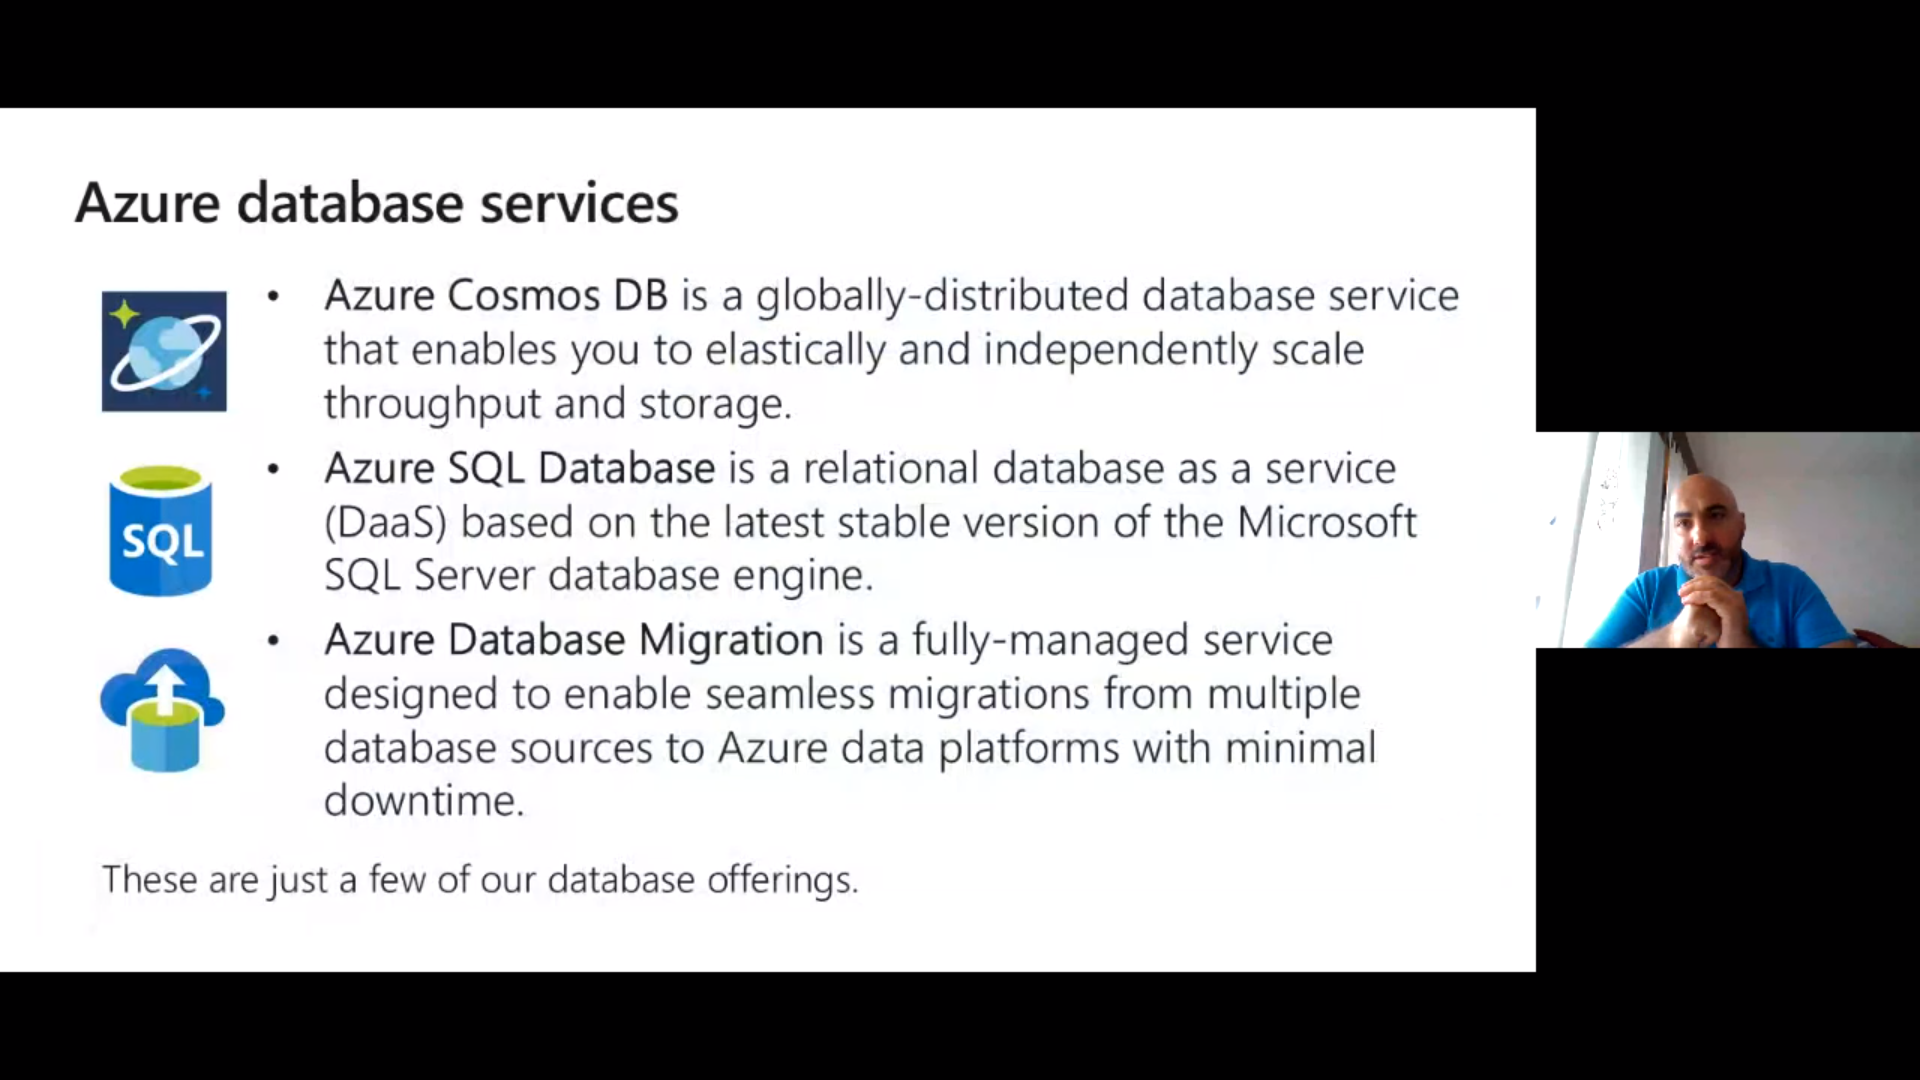 Azure database services
• Azure Cosmos DB is a globally-distributed database service
that enables you to elastically and independently scale
throughput and storage.
SQL
• Azure SQL Database is a relational database as a service
(DaaS) based on the latest stable version of the Microsoft
SQL Server database engine.
• Azure Database Migration is a fully-managed service
designed to enable seamless migrations from multiple
database sources to Azure data platforms with minimal
downtime.
These are just a few of our database offerings.